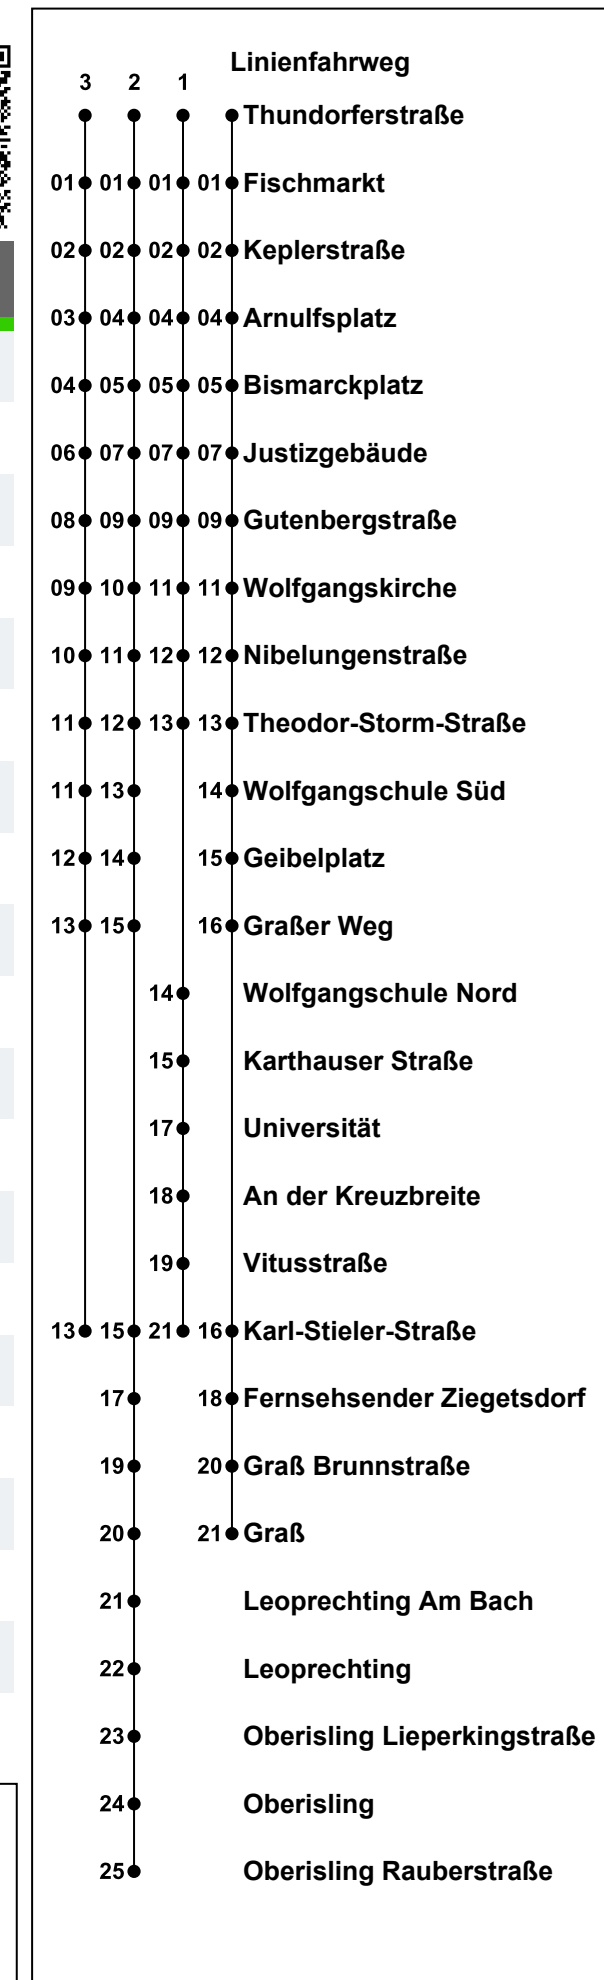 Linienfahrweg
3 2 1
Thundorferstraße
01 01 01 01 Fischmarkt
02 02 02 02 Keplerstraße
03 04 04 04 Arnulfsplatz
04 05 05 05 Bismarckplatz
06 07 07 07 Justizgebäude
08 09 09 09 Gutenbergstraße
09 10 11 11 Wolfgangskirche
10 11 12 12 Nibelungenstraße
11 12 13 13 Theodor-Storm-Straße
11 13 14 Wolfgangschule Süd
12 14 15 Geibelplatz
13 15 16 Graßer Weg
14 Wolfgangschule Nord
15 Karthauser Straße
17 Universität
18 An der Kreuzbreite
19 Vitusstraße
13 15 21 16 Karl-Stieler-Straße
17 18 Fernsehsender Ziegetsdorf
19 20 Graß Brunnstraße
20 21 Graß
21 Leoprechting Am Bach
22 Leoprechting
23 Oberisling Lieperkingstraße
24 Oberisling
25 Oberisling Rauberstraße